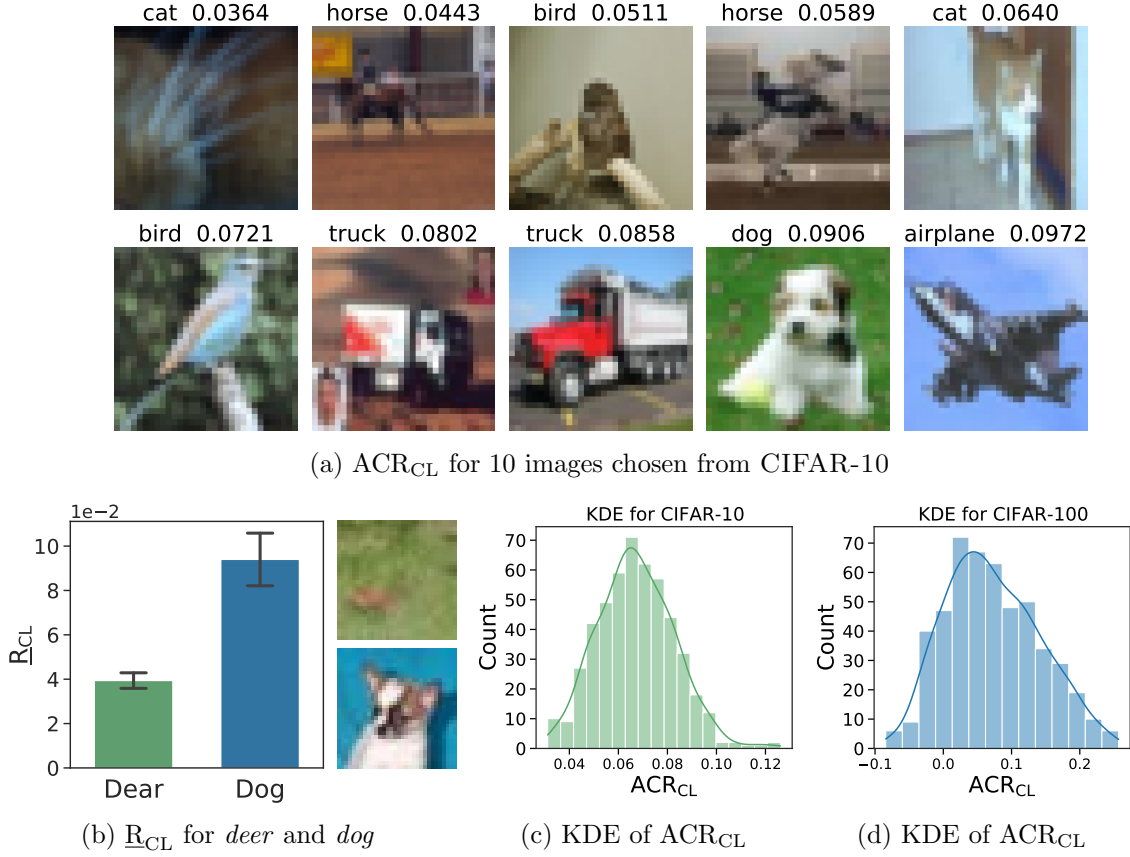 cat 0.0364
horse 0.0443
bird 0.0511
horse 0.0589
cat 0.0640
bird 0.0721
truck 0.0802
truck 0.0858
dog 0.0906
airplane 0.0972
(a) ACR_CL for 10 images chosen from CIFAR-10
1e−2
10
8
6
4
2
0
R_CL
Dear
Dog
(b) R_CL for deer and dog
KDE for CIFAR-10
70
60
50
40
30
20
10
0
Count
0.04 0.06 0.08 0.10 0.12
ACR_CL
(c) KDE of ACR_CL
KDE for CIFAR-100
70
60
50
40
30
20
10
0
Count
−0.1 0.0 0.1 0.2
ACR_CL
(d) KDE of ACR_CL